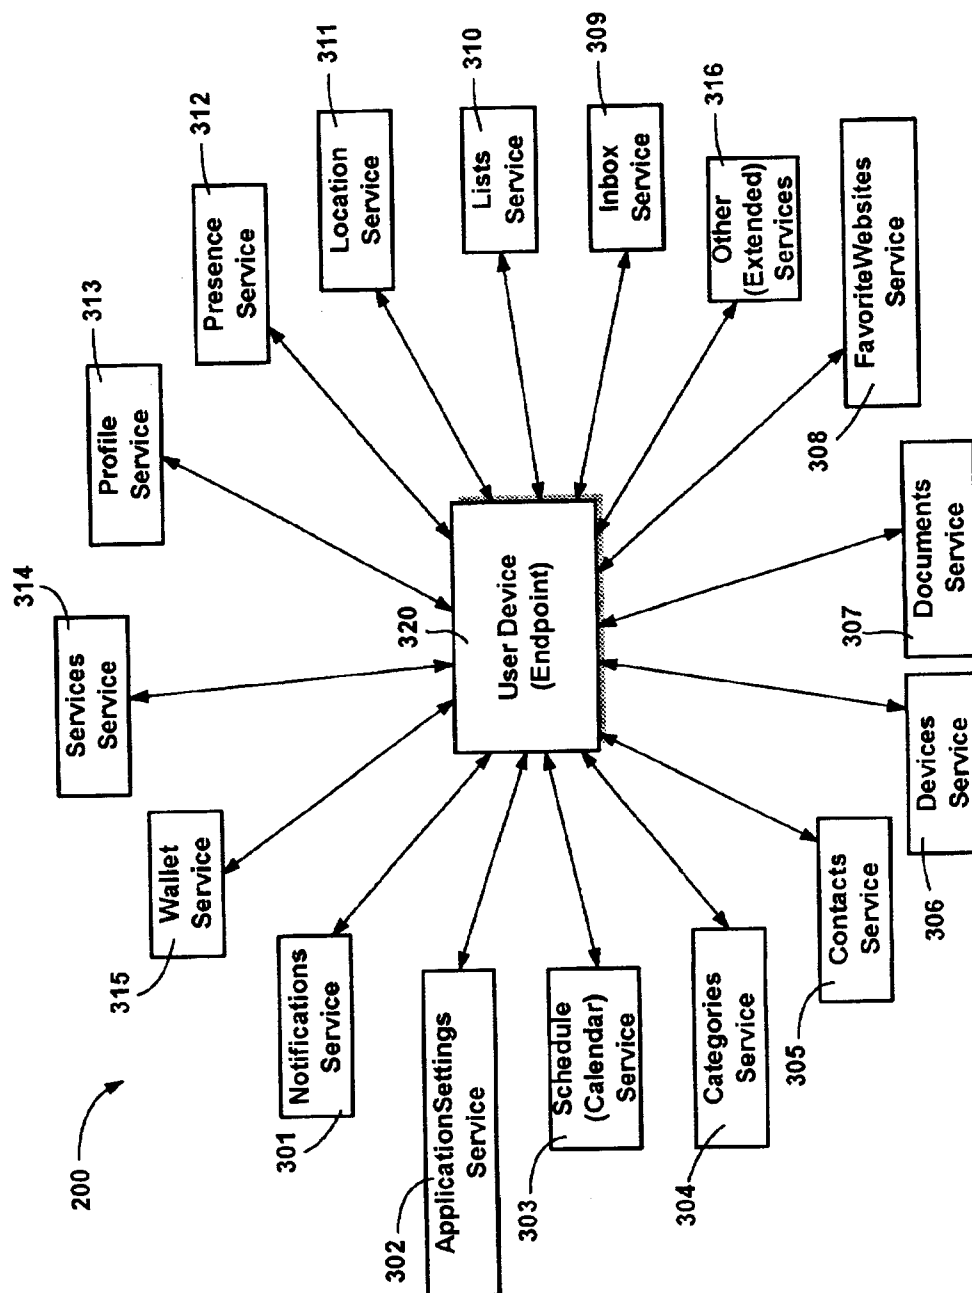 200
315
Wallet
Service
314
Services
Service
313
Profile
Service
312
Presence
Service
311
Location
Service
310
Lists
Service
309
Inbox
Service
316
Other
(Extended)
Services
308
FavoriteWebsites
Service
307
Documents
Service
306
Devices
Service
305
Contacts
Service
304
Categories
Service
303
Schedule
(Calendar)
Service
302
ApplicationSettings
Service
301
Notifications
Service
320
User Device
(Endpoint)